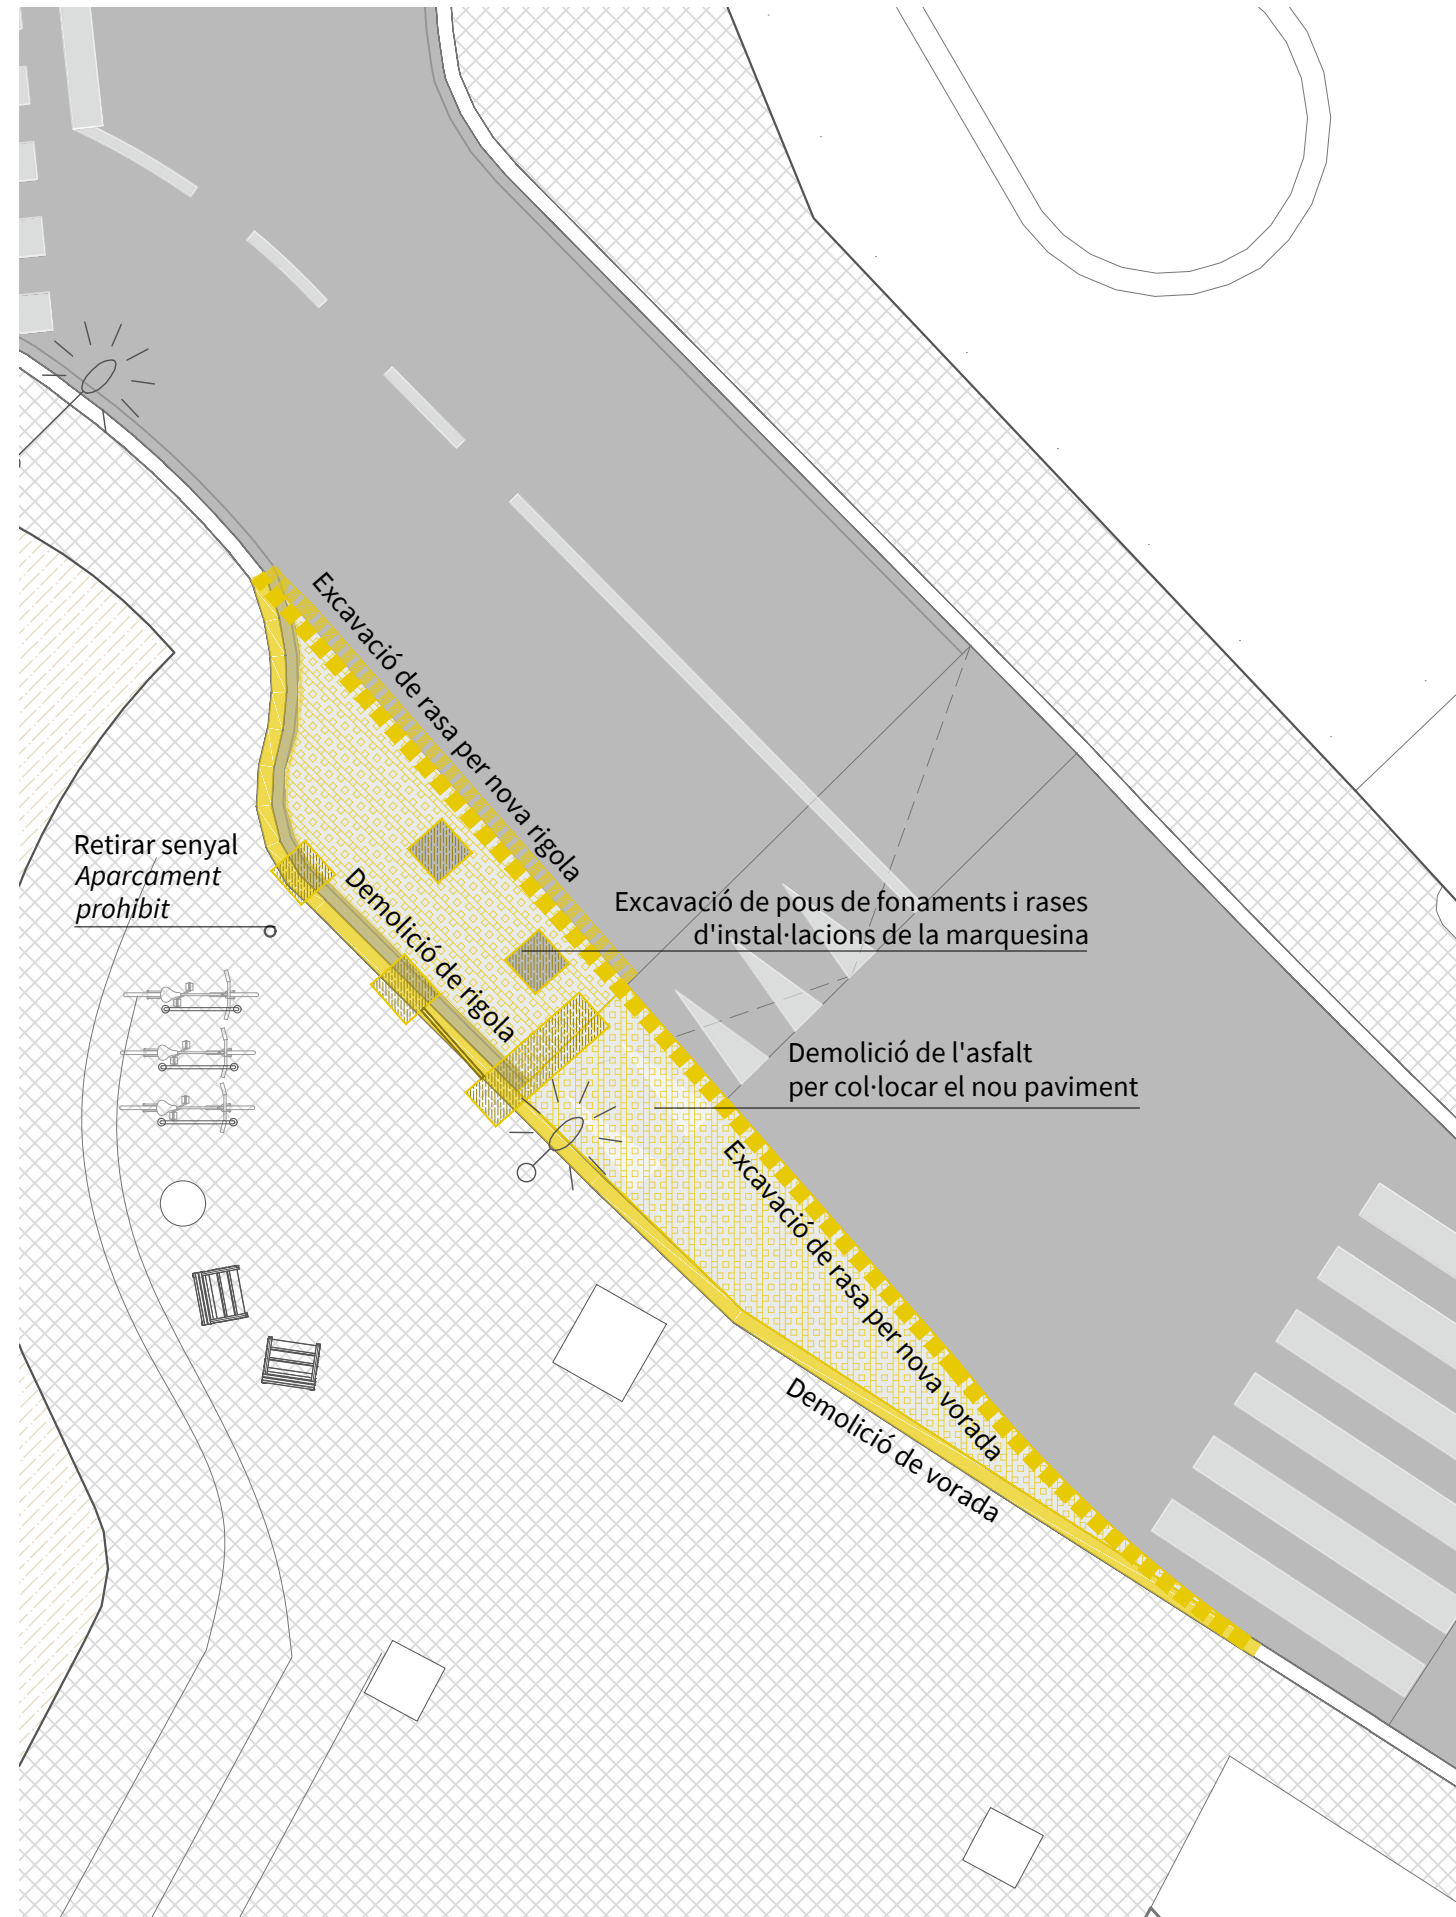 Excavació de rasa per nova rigola
Retirar senyal
Aparcament
prohibit
Demolició de rigola
Excavació de pous de fonaments i rases
d'instal·lacions de la marquesina
Demolició de l'asfalt
per col·locar el nou paviment
Excavació de rasa per nova vorada
Demolició de vorada